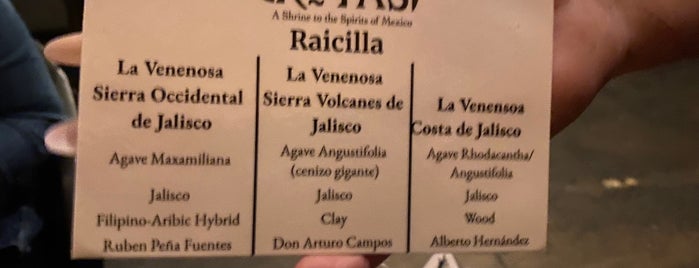 A Shrine to the Spirits of Mexico
Raicilla
La Venenosa
Sierra Occidental
de Jalisco
Agave Maxamiliana
Jalisco
Filipino-Aribic Hybrid
Ruben Peña Fuentes
La Venenosa
Sierra Volcanes de
Jalisco
Agave Angustifolia
(cenizo gigante)
Jalisco
Clay
Don Arturo Campos
La Venensoa
Costa de Jalisco
Agave Rhodacantha/
Angustifolia
Jalisco
Wood
Alberto Hernández